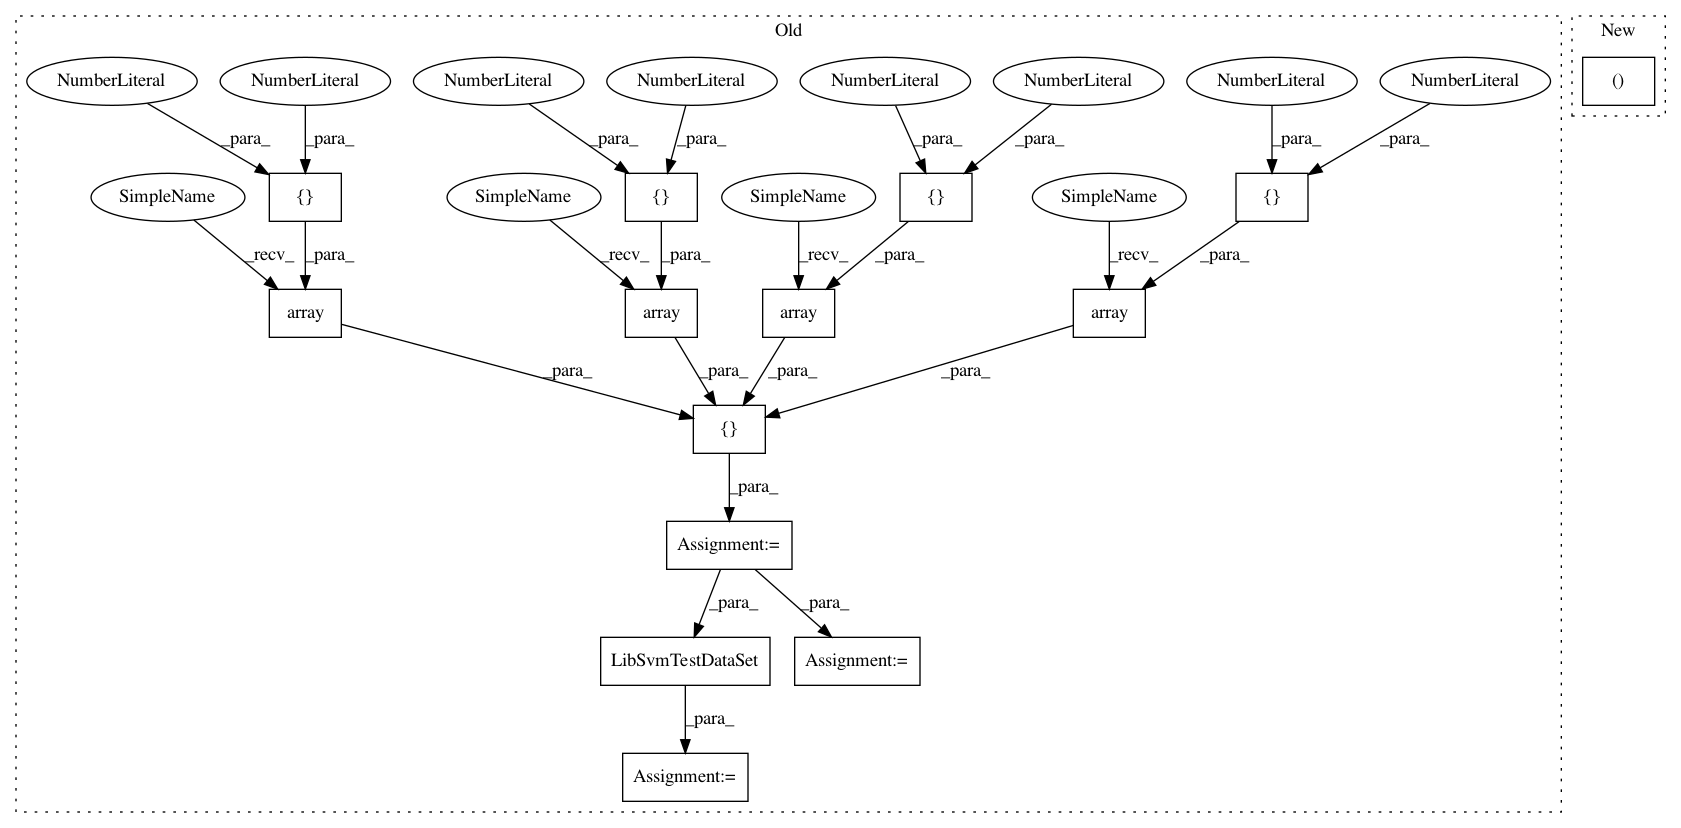 Old
New
NumberLiteral NumberLiteral NumberLiteral NumberLiteral NumberLiteral NumberLiteral NumberLiteral NumberLiteral ()
_para_ _para_ _para_ _para_ _para_ _para_ _para_ _para_
SimpleName {} SimpleName {} SimpleName {} SimpleName {}
_recv_ _para_ _recv_ _para_ _recv_ _para_ _recv_ _para_
array array array array
_para_ _para_ _para_ _para_
{}
_para_
Assignment:=
_para_ _para_
LibSvmTestDataSet Assignment:=
_para_
Assignment:=